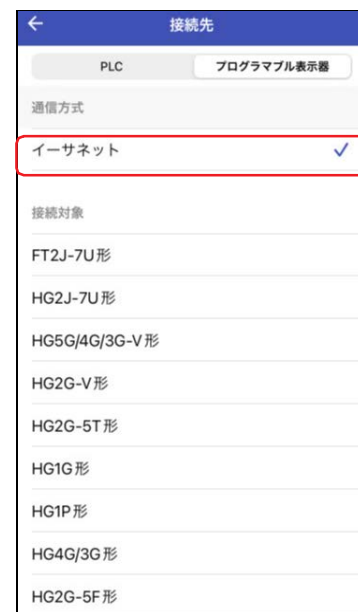 接続先
PLC プログラマブル表示器
通信方式
イーサネット
接続対象
FT2J-7U形
HG2J-7U形
HG5G/4G/3G-V形
HG2G-V形
HG2G-5T形
HG1G形
HG1P形
HG4G/3G形
HG2G-5F形